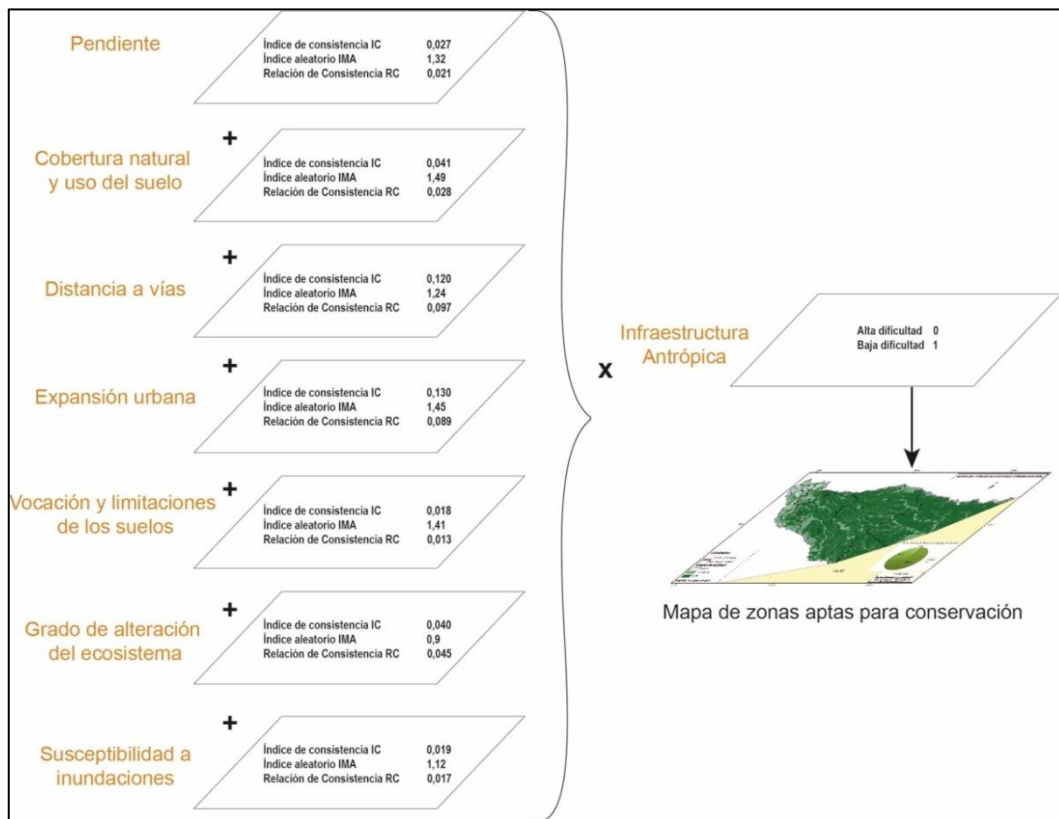 Pendiente
Índice de consistencia IC 0,027
Índice aleatorio IMA 1,32
Relación de Consistencia RC 0,021
+
Cobertura natural
y uso del suelo
Índice de consistencia IC 0,041
Índice aleatorio IMA 1,49
Relación de Consistencia RC 0,028
+
Distancia a vías
Índice de consistencia IC 0,120
Índice aleatorio IMA 1,24
Relación de Consistencia RC 0,097
+
Expansión urbana
Índice de consistencia IC 0,130
Índice aleatorio IMA 1,45
Relación de Consistencia RC 0,089
+
Vocación y limitaciones
de los suelos
Índice de consistencia IC 0,018
Índice aleatorio IMA 1,41
Relación de Consistencia RC 0,013
+
Grado de alteración
del ecosistema
Índice de consistencia IC 0,040
Índice aleatorio IMA 0,9
Relación de Consistencia RC 0,045
+
Susceptibilidad a
inundaciones
Índice de consistencia IC 0,019
Índice aleatorio IMA 1,12
Relación de Consistencia RC 0,017
x
Infraestructura
Antrópica
Alta dificultad 0
Baja dificultad 1
Mapa de zonas aptas para conservación